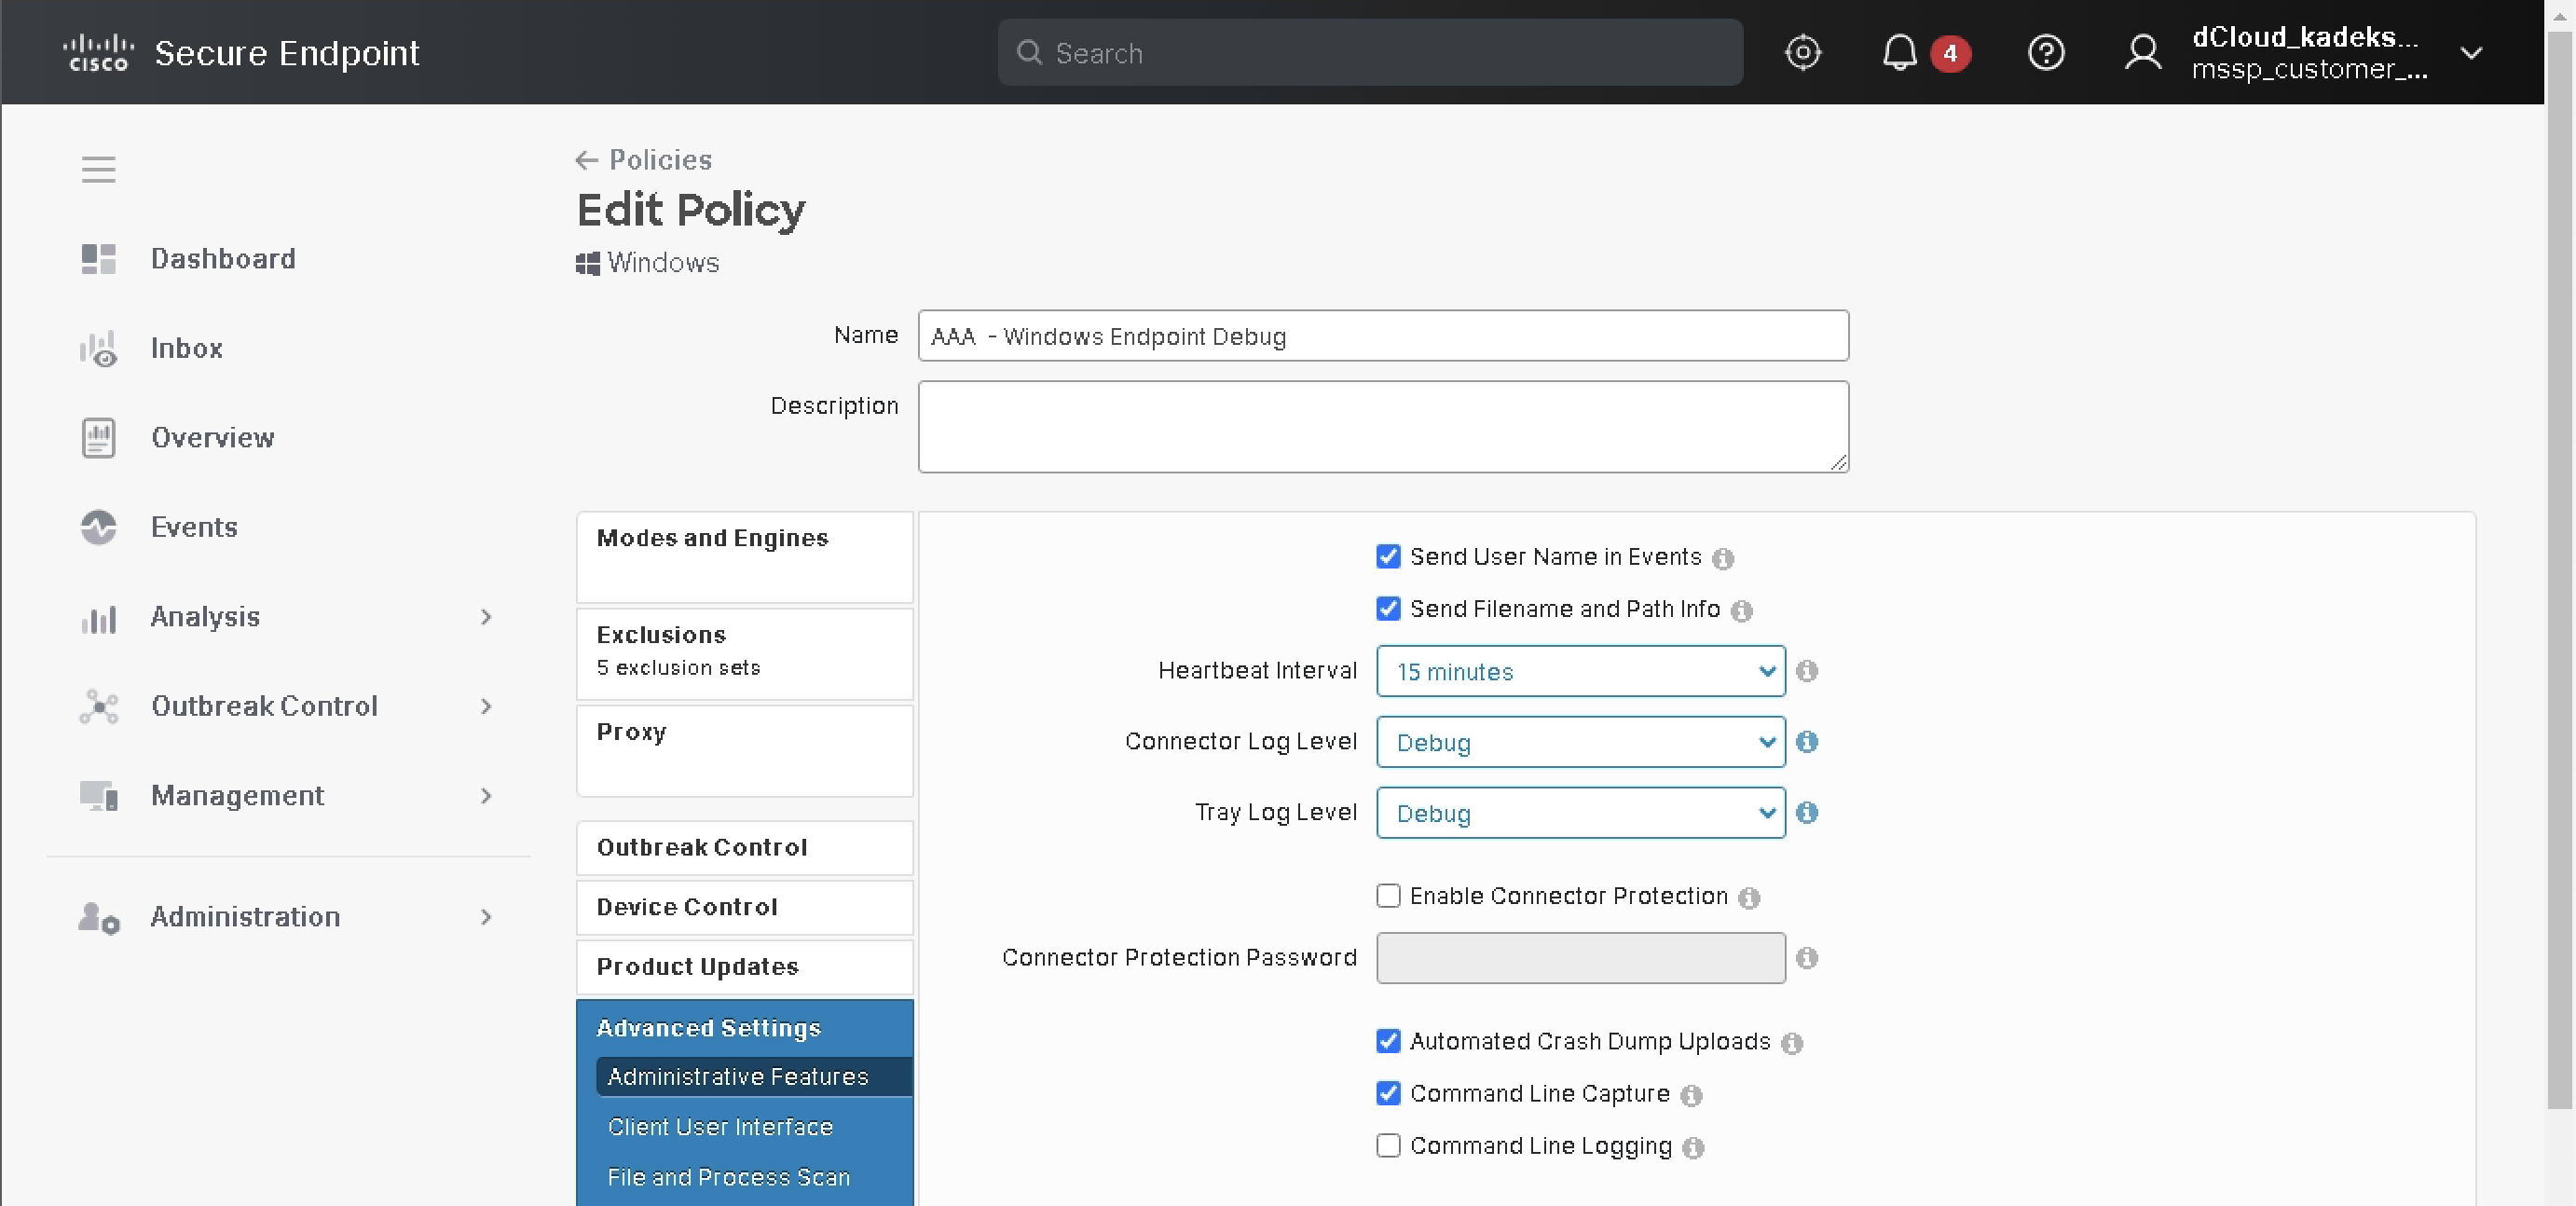 CISCO Secure Endpoint
Search
4
dCloud_kadeks...
mssp_customer_...
Dashboard
Inbox
Overview
Events
Analysis
Outbreak Control
Management
Administration
← Policies
Edit Policy
Windows
Name
AAA - Windows Endpoint Debug
Description
Modes and Engines
Exclusions
5 exclusion sets
Proxy
Outbreak Control
Device Control
Product Updates
Advanced Settings
Administrative Features
Client User Interface
File and Process Scan
Send User Name in Events
Send Filename and Path Info
Heartbeat Interval 15 minutes
Connector Log Level Debug
Tray Log Level Debug
Enable Connector Protection
Connector Protection Password
Automated Crash Dump Uploads
Command Line Capture
Command Line Logging